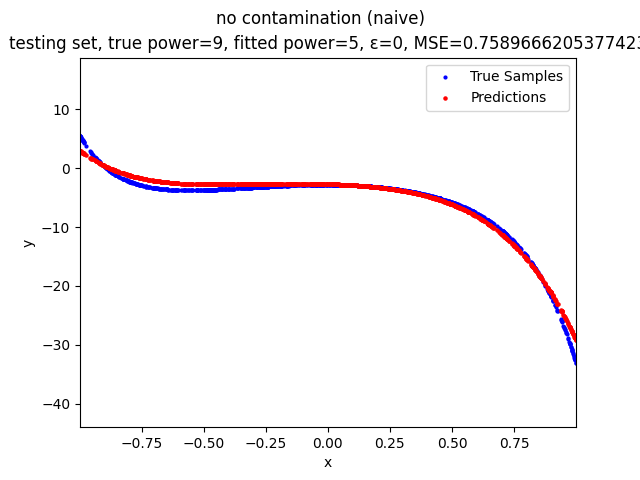 no contamination (naive)
testing set, true power=9, fitted power=5, ε=0, MSE=0.7589666205377423
True Samples
Predictions
10
0
−10
−20
−30
−40
y
−0.75
−0.50
−0.25
0.00
0.25
0.50
0.75
x